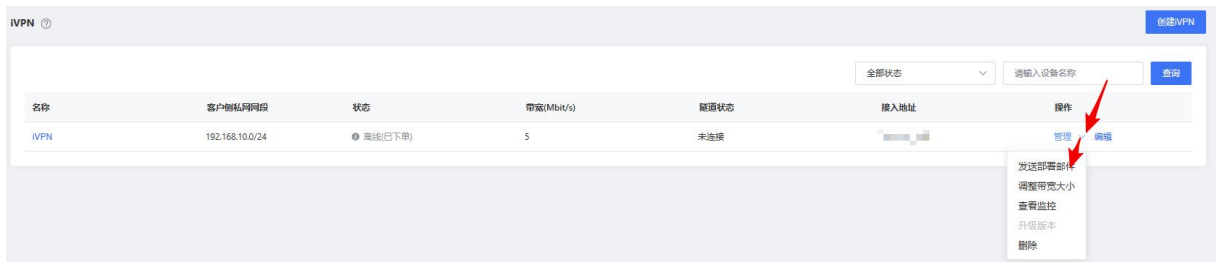 iVPN
创建iVPN
全部状态
请输入设备名称
查询
名称 客户侧私网网段 状态 带宽(Mbit/s) 隧道状态 接入地址 操作
iVPN 192.168.10.0/24 离线(已下单) 5 未连接 管理 编辑
发送部署邮件
调整带宽大小
查看监控
升级版本
删除